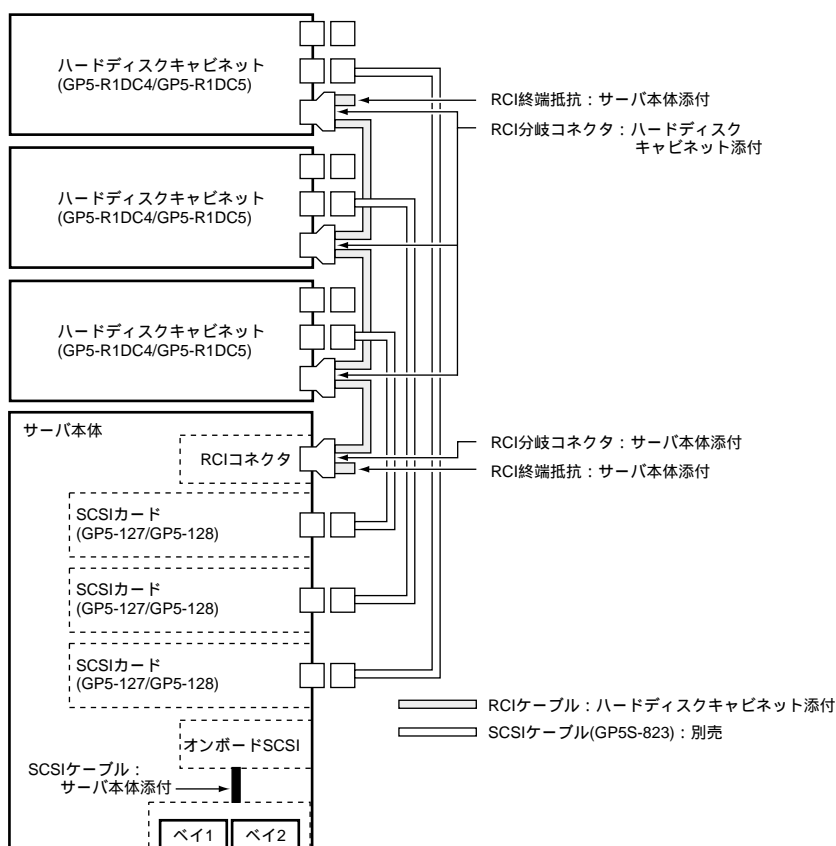 ハードディスクキャビネット
(GP5-R1DC4/GP5-R1DC5)
RCI終端抵抗：サーバ本体添付
RCI分岐コネクタ：ハードディスク
キャビネット添付
ハードディスクキャビネット
(GP5-R1DC4/GP5-R1DC5)
ハードディスクキャビネット
(GP5-R1DC4/GP5-R1DC5)
サーバ本体
RCIコネクタ
RCI分岐コネクタ：サーバ本体添付
RCI終端抵抗：サーバ本体添付
SCSIカード
(GP5-127/GP5-128)
SCSIカード
(GP5-127/GP5-128)
SCSIカード
(GP5-127/GP5-128)
RCIケーブル：ハードディスクキャビネット添付
SCSIケーブル(GP5S-823)：別売
オンボードSCSI
SCSIケーブル：
サーバ本体添付
ベイ1
ベイ2